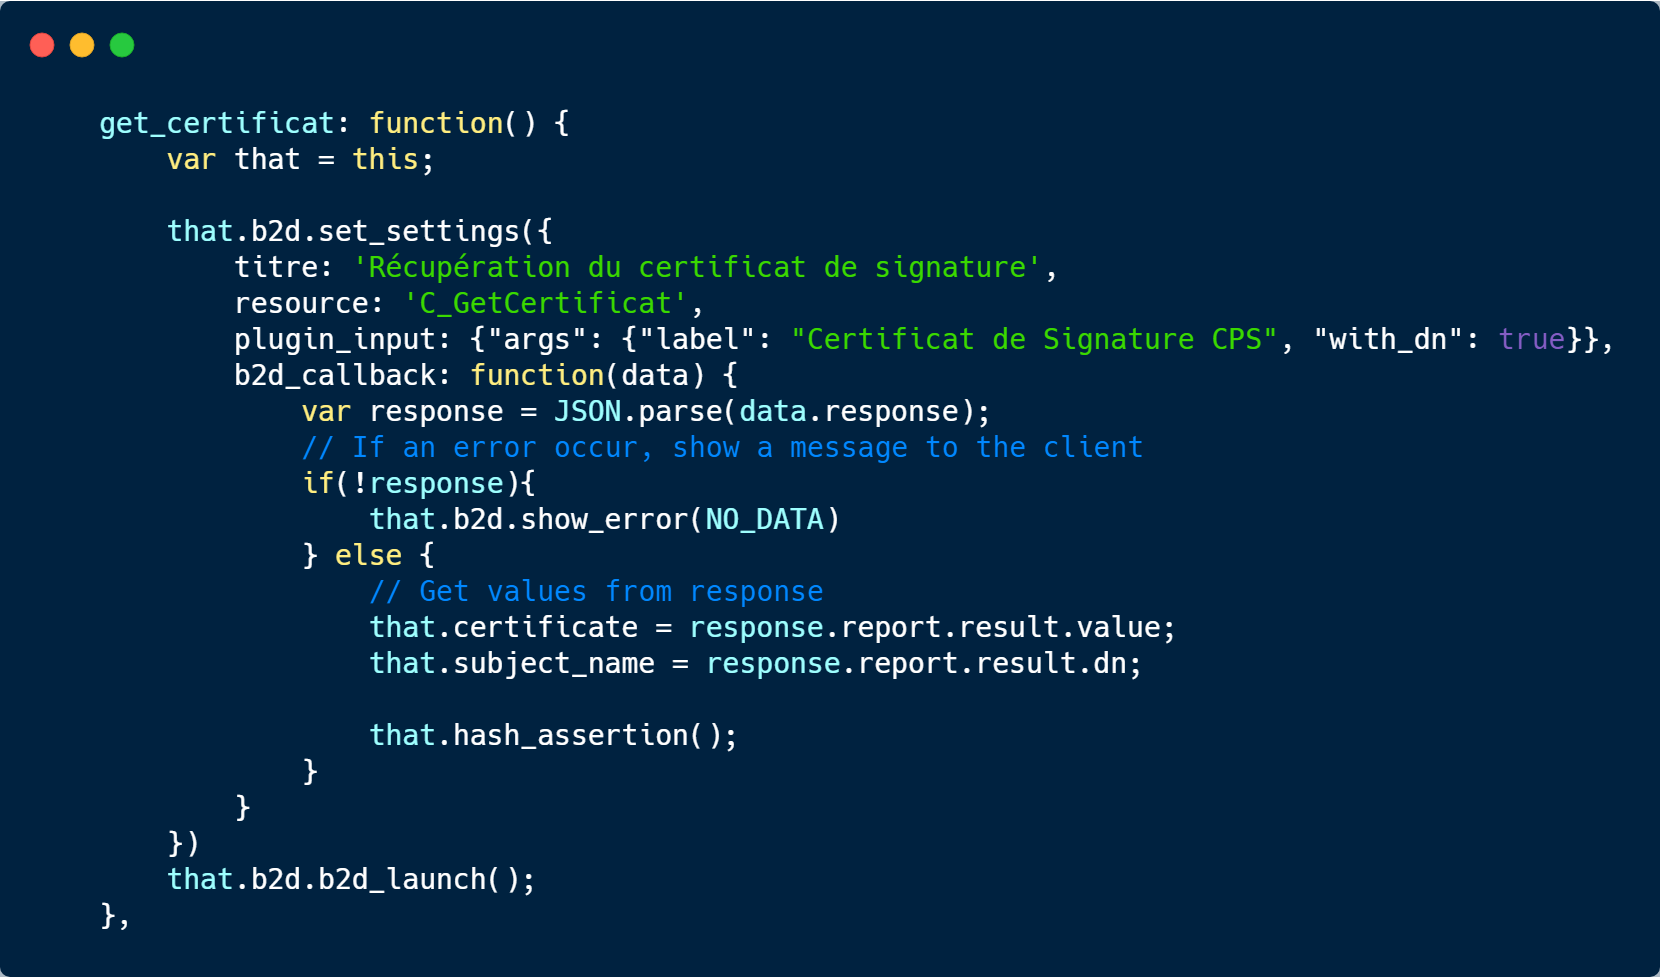 get_certificat: function() {
    var that = this;

    that.b2d.set_settings({
        titre: 'Récupération du certificat de signature',
        resource: 'C_GetCertificat',
        plugin_input: {"args": {"label": "Certificat de Signature CPS", "with_dn": true}},
        b2d_callback: function(data) {
            var response = JSON.parse(data.response);
            // If an error occur, show a message to the client
            if(!response){
                that.b2d.show_error(NO_DATA)
            } else {
                // Get values from response
                that.certificate = response.report.result.value;
                that.subject_name = response.report.result.dn;

                that.hash_assertion();
            }
        }
    })
    that.b2d.b2d_launch();
},